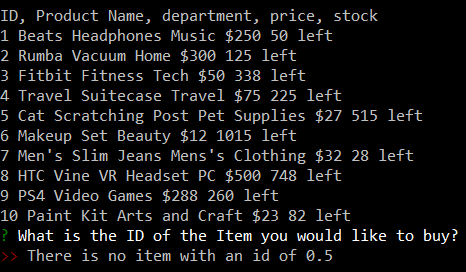 ID, Product Name, department, price, stock
1 Beats Headphones Music $250 50 left
2 Rumba Vacuum Home $300 125 left
3 Fitbit Fitness Tech $50 338 left
4 Travel Suitecase Travel $75 225 left
5 Cat Scratching Post Pet Supplies $27 515 left
6 Makeup Set Beauty $12 1015 left
7 Men's Slim Jeans Mens's Clothing $32 28 left
8 HTC Vine VR Headset PC $500 748 left
9 PS4 Video Games $288 260 left
10 Paint Kit Arts and Craft $23 82 left
? What is the ID of the Item you would like to buy?
>> There is no item with an id of 0.5